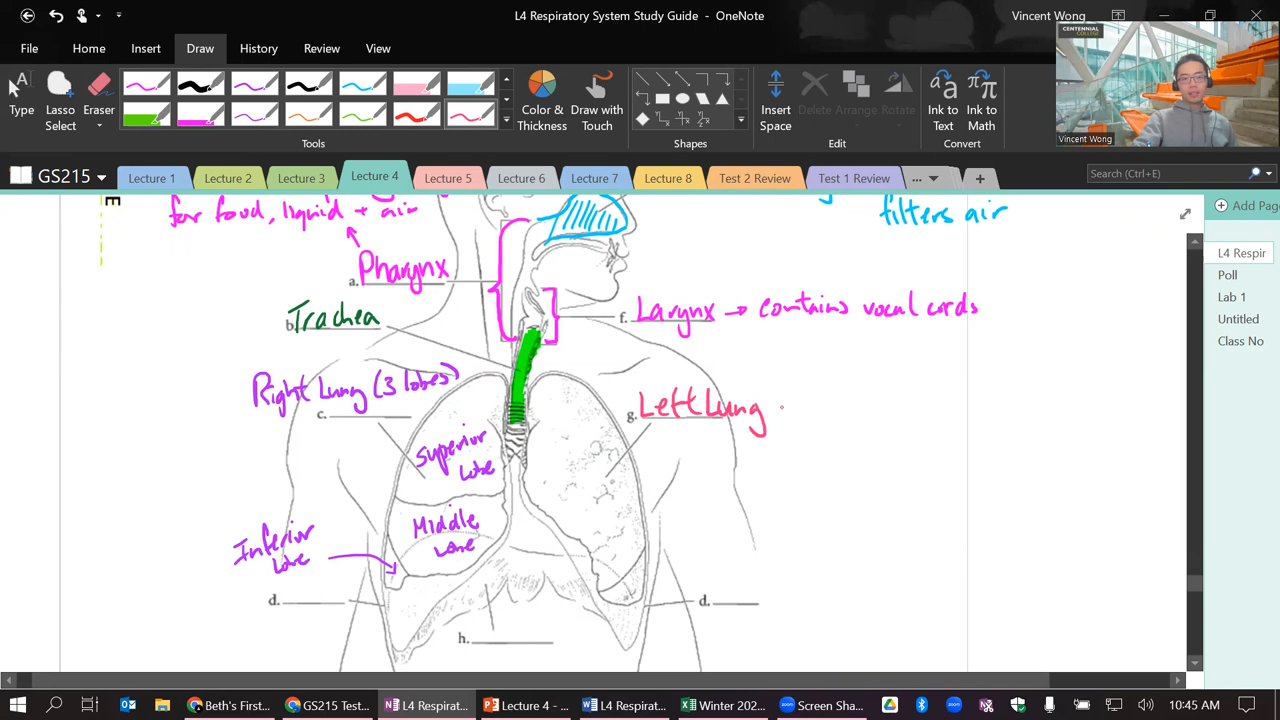 L4 Respiratory System Study Guide - OneNote
Vincent Wong
File Home Insert Draw History Review View
CENTENNIAL COLLEGE
Type
Lasso Select
Eraser
Color & Thickness
Draw with Touch
Insert Space
Delete
Arrange
Rotate
Ink to Text
Ink to Math
Tools
Shapes
Edit
Convert
Vincent Wong
GS215
Lecture 1
Lecture 2
Lecture 3
Lecture 4
Lecture 5
Lecture 6
Lecture 7
Lecture 8
Test 2 Review
Test 1 Review
Search (Ctrl+E)
Add Page
L4 Respir
Poll
Lab 1
Untitled
Class No
E
for food, liquid + air
filters air
a. Pharynx
b. Trachea
f. Larynx → contains vocal cords
Right Lung (3 lobes)
c.
g. Left Lung
Superior
Lobe
Middle
Lobe
Inferior
Lobe
d.
d.
h.
Beth's First...
GS215 Test...
L4 Respirat...
Lecture 4 - ...
L4 Respirat...
Winter 202...
Screen Sha...
10:45 AM